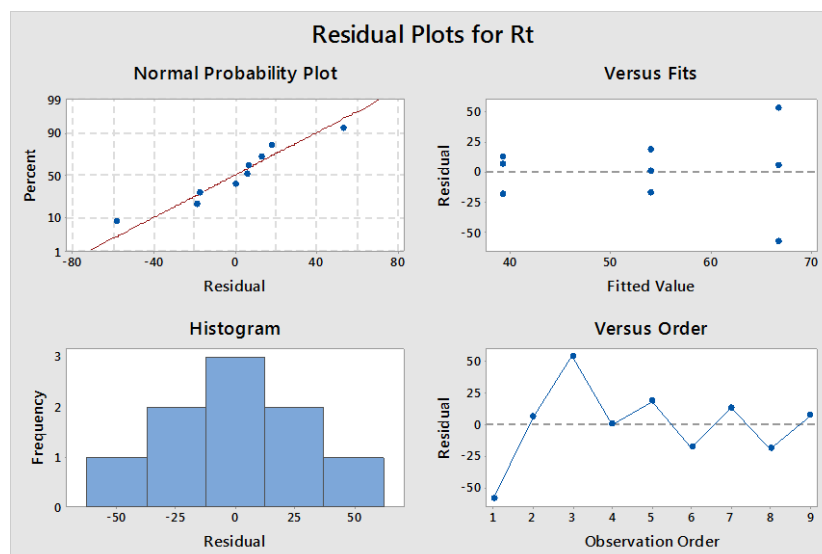 Residual Plots for Rt
Normal Probability Plot
99
90
50
10
1
Percent
-80 -40 0 40 80
Residual
Versus Fits
50
25
0
-25
-50
Residual
40 50 60 70
Fitted Value
Histogram
3
2
1
0
Frequency
-50 -25 0 25 50
Residual
Versus Order
50
25
0
-25
-50
Residual
1 2 3 4 5 6 7 8 9
Observation Order